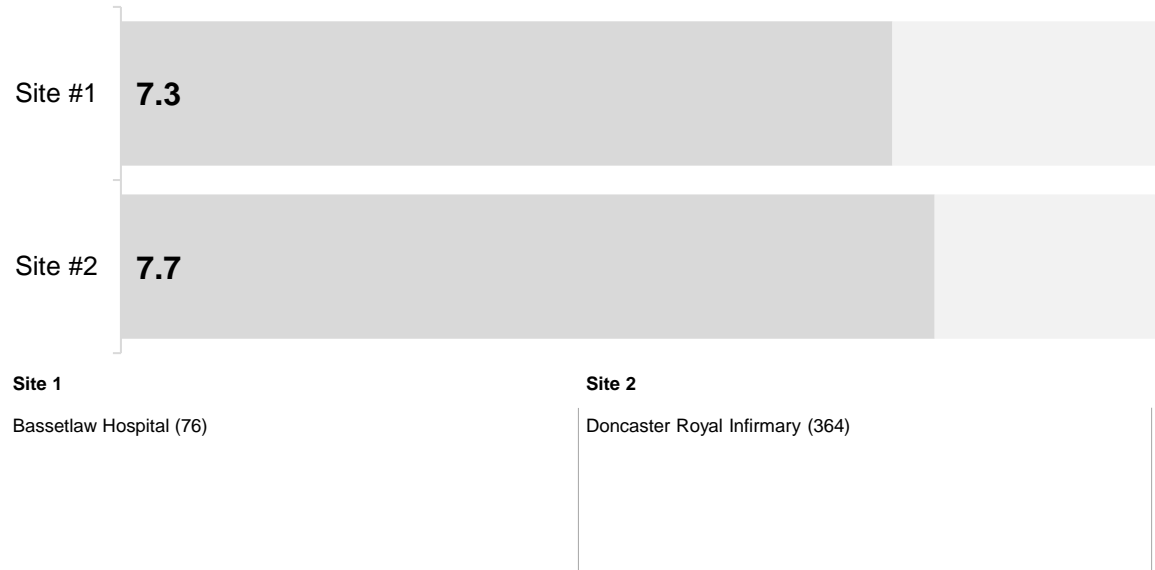 Site #1 7.3
Site #2 7.7
Site 1
Bassetlaw Hospital (76)
Site 2
Doncaster Royal Infirmary (364)